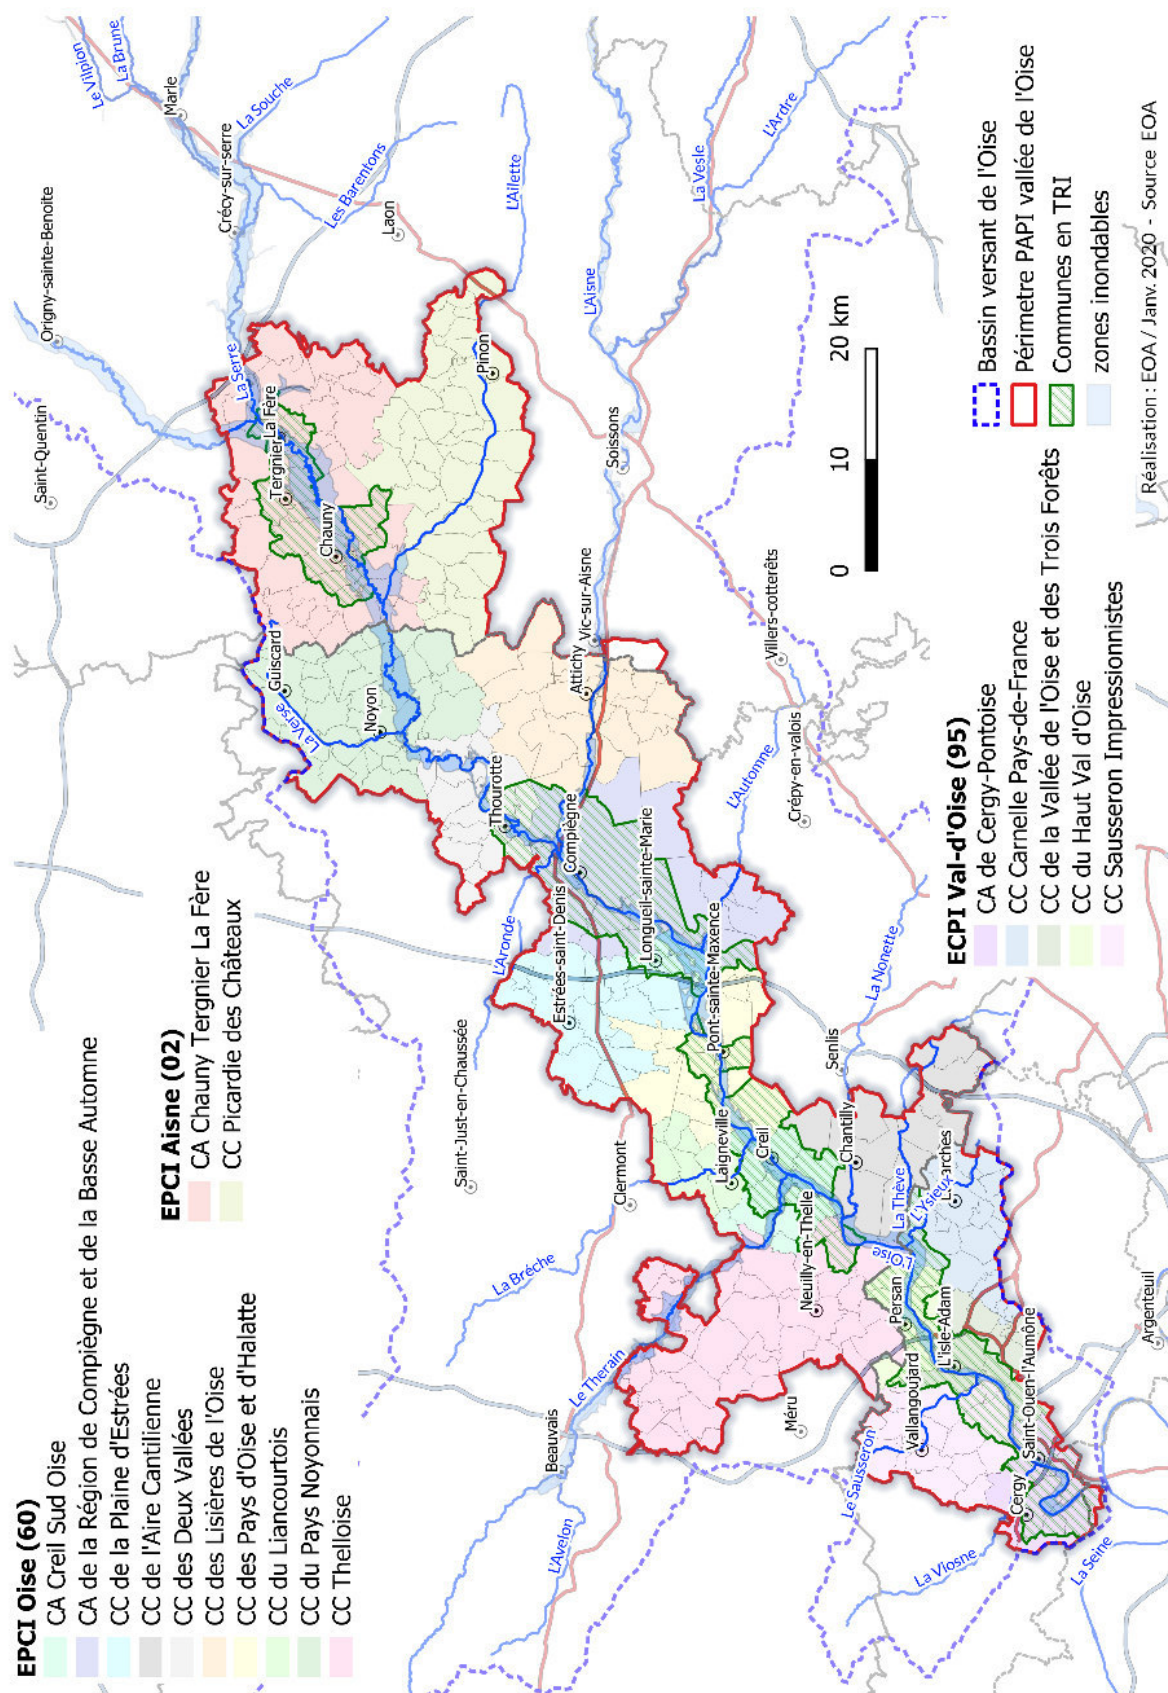 EPCI Oise (60)
CA Creil Sud Oise
CA de la Région de Compiègne et de la Basse Automne
CC de la Plaine d'Estrées
CC de l'Aire Cantilienne
CC des Deux Vallées
CC des Lisières de l'Oise
CC des Pays d'Oise et d'Halatte
CC du Liancourtois
CC du Pays Noyonnais
CC Thelloise
EPCI Aisne (02)
CA Chauny Tergnier La Fère
CC Picardie des Châteaux
Saint-Quentin
Origny-sainte-Benoite
Le Vilpion
La Brune
Marle
La Souche
Crécy-sur-serre
Les Barentons
Laon
La Serre
La Fère
Tergnier
Chauny
L'Ailette
Pinon
Guiscard
La Verse
Noyon
L'Aisne
La Vesle
L'Ardre
Soissons
Vic-sur-Aisne
Attichy
Thourotte
Compiègne
L'Aronde
Estrées-saint-Denis
Longueil-sainte-Marie
Pont-sainte-Maxence
L'Automne
Villers-cotterêts
Crépy-en-valois
Saint-Just-en-Chaussée
Clermont
La Brêche
Laigneville
Creil
La Nonette
Senlis
Chantilly
La Thève
L'Ysieux
L'Oise
Beauvais
Le Therain
L'Avelon
Neuilly-en-Thelle
Méru
Persan
L'isle-Adam
Vallangoujard
Le Sausseron
Saint-Ouen-l'Aumône
Cergy
La Viosne
La Seine
Argenteuil
0 10 20 km
ECPI Val-d'Oise (95)
CA de Cergy-Pontoise
CC Carnelle Pays-de-France
CC de la Vallée de l'Oise et des Trois Forêts
CC du Haut Val d'Oise
CC Sausseron Impressionnistes
Bassin versant de l'Oise
Périmetre PAPI vallée de l'Oise
Communes en TRI
zones inondables
Réalisation : EOA / Janv. 2020 - Source EOA